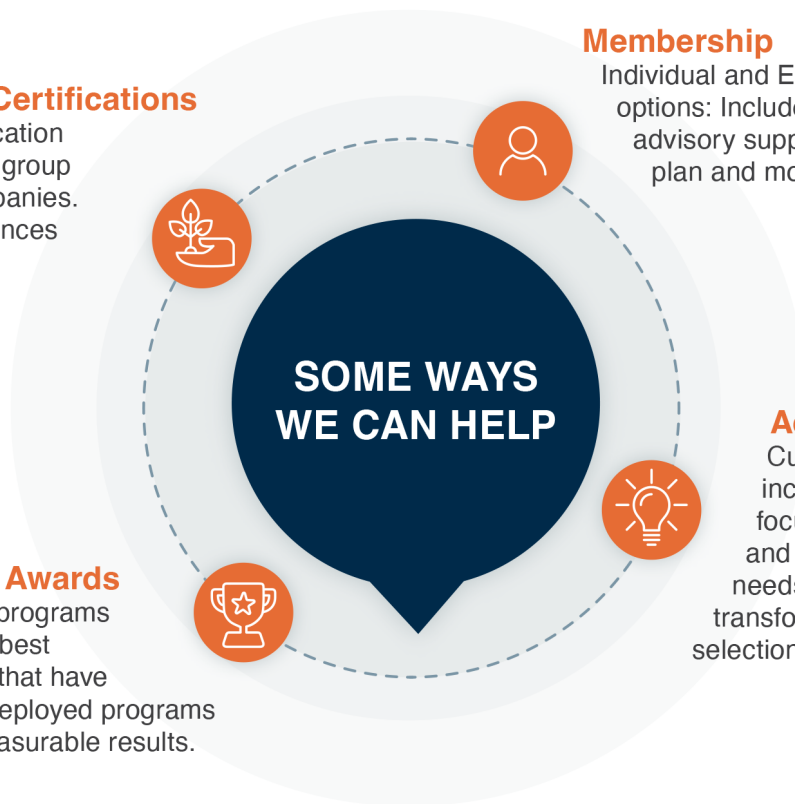 Membership
Individual and E
options: Include
advisory supp
plan and mo
Certifications
cation
group
panies.
nces
SOME WAYS
WE CAN HELP
Ad
Cu
inc
focu
and
needs
transfo
selection
Awards
programs
best
that have
eployed programs
asurable results.